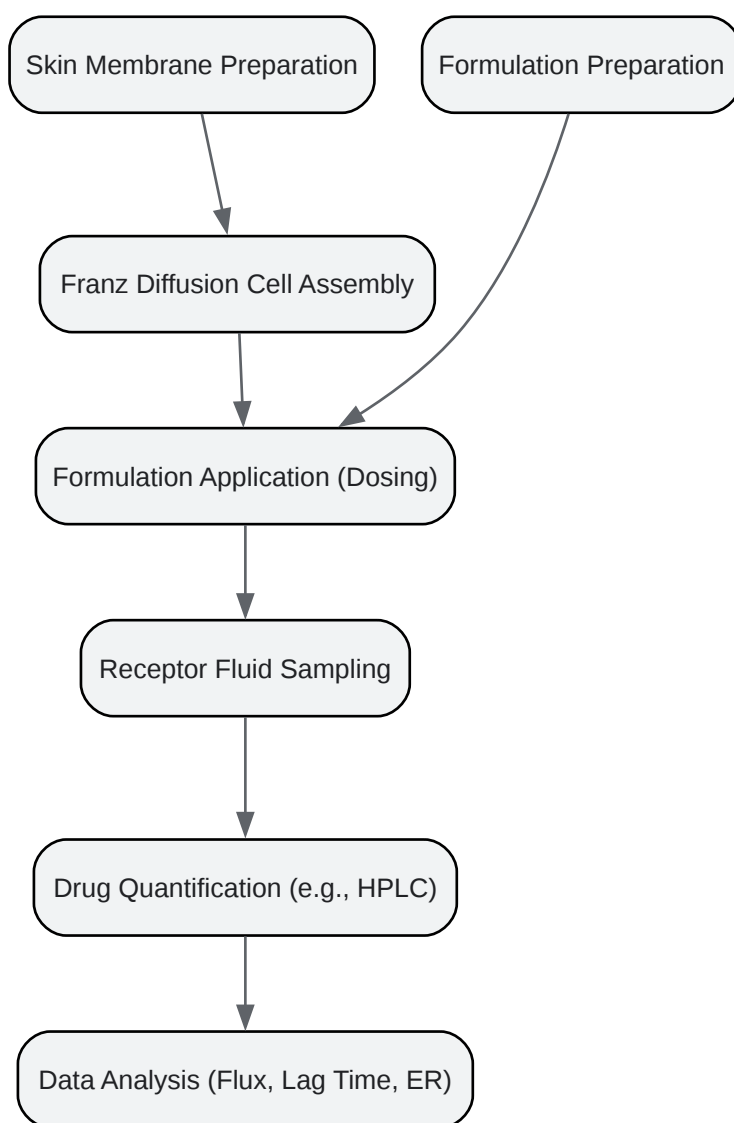 Skin Membrane Preparation
Formulation Preparation
Franz Diffusion Cell Assembly
Formulation Application (Dosing)
Receptor Fluid Sampling
Drug Quantification (e.g., HPLC)
Data Analysis (Flux, Lag Time, ER)